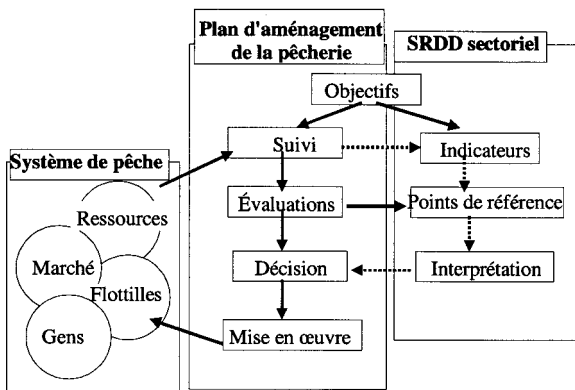 Plan d'aménagement
de la pêcherie
SRDD sectoriel
Objectifs
Système de pêche
Suivi
Indicateurs
Ressources
Évaluations
Points de référence
Marché
Flottilles
Décision
Interprétation
Gens
Mise en œuvre